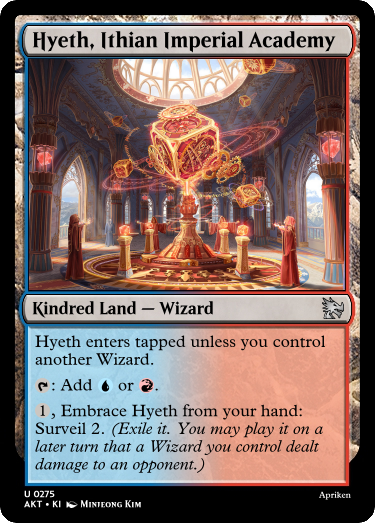 Hyeth, Ithian Imperial Academy
Kindred Land — Wizard
Hyeth enters tapped unless you control
another Wizard.
: Add or .
1, Embrace Hyeth from your hand:
Surveil 2. (Exile it. You may play it on a
later turn that a Wizard you control dealt
damage to an opponent.)
U 0275
Apriken
AKT • KI Minjeong Kim